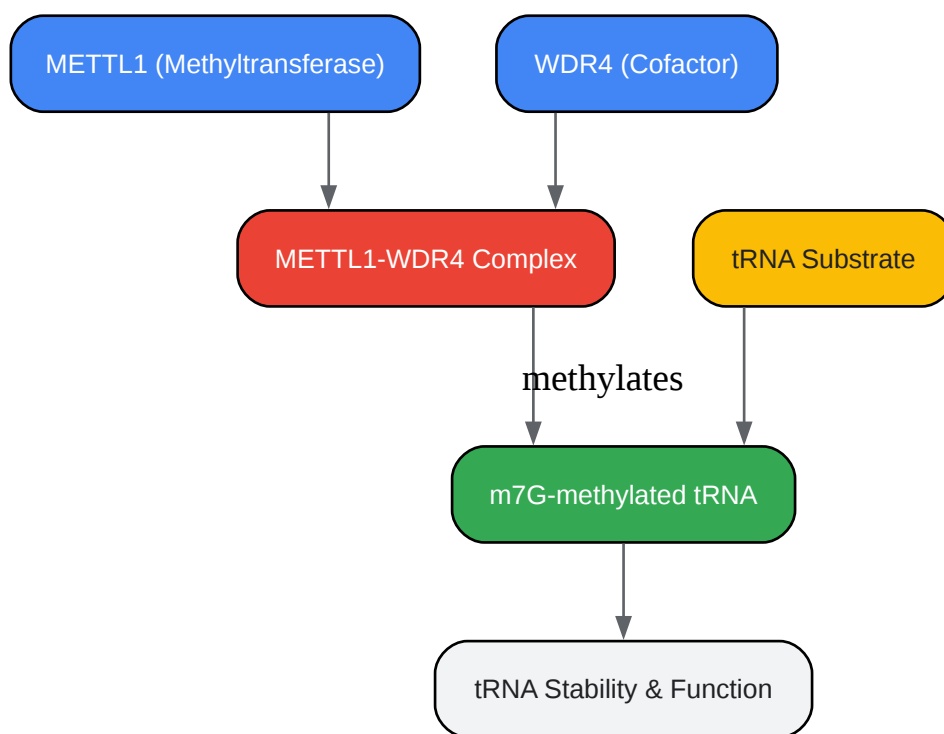 METTL1 (Methyltransferase)
WDR4 (Cofactor)
METTL1-WDR4 Complex
tRNA Substrate
methylates
m7G-methylated tRNA
tRNA Stability & Function